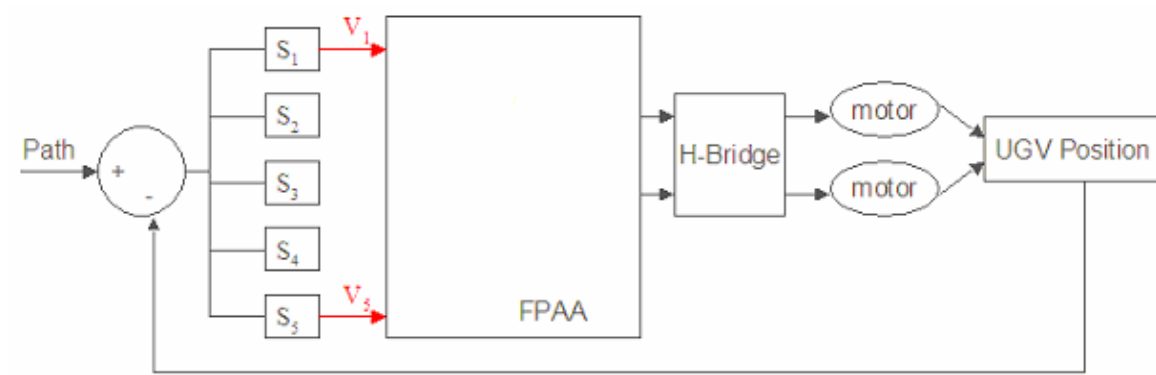 Path
+
-
S₁
S₂
S₃
S₄
S₅
V₁
V₅
FPAA
H-Bridge
motor
motor
UGV Position